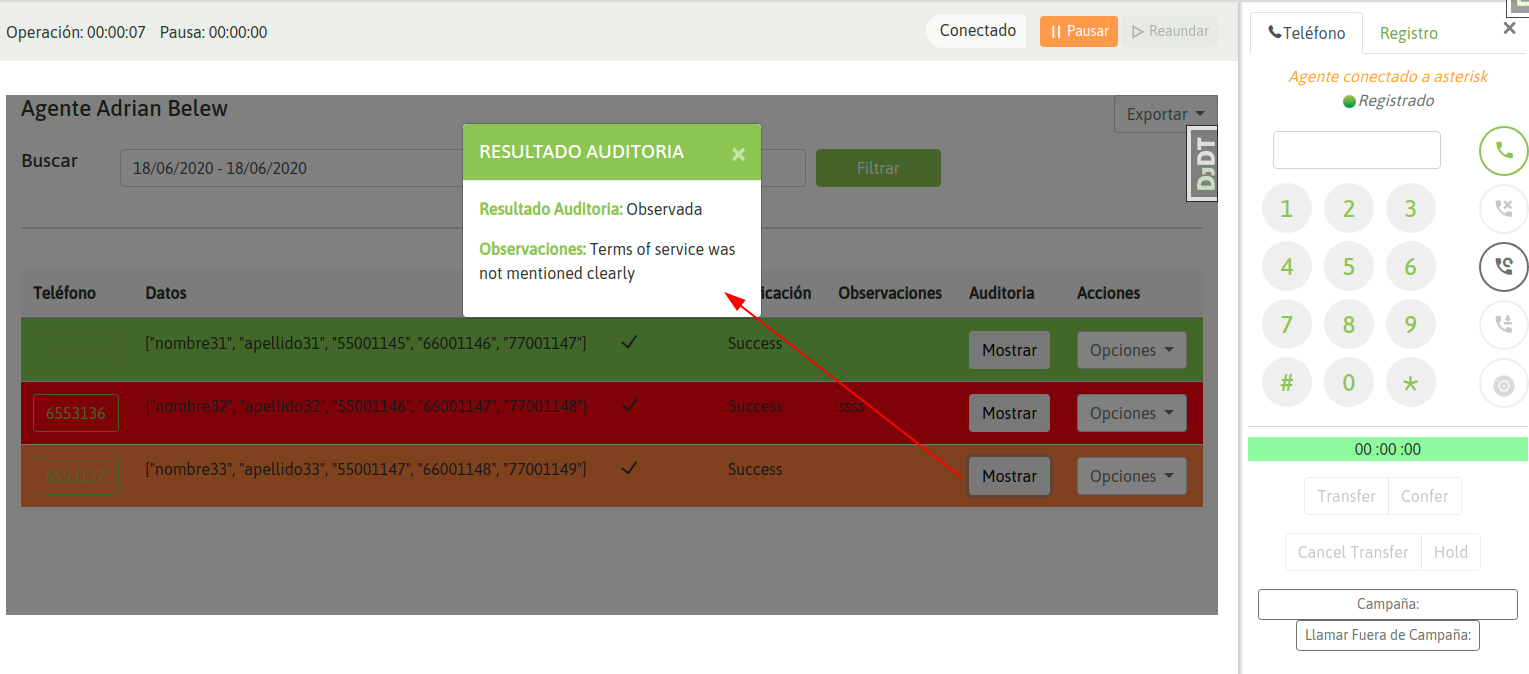 Operación: 00:00:07 Pausa: 00:00:00
Conectado
Pausar
Reaundar
Agente Adrian Belew
Exportar
Buscar
18/06/2020 - 18/06/2020
Filtrar
DJDT
RESULTADO AUDITORIA ×
Resultado Auditoria: Observada
Observaciones: Terms of service was
not mentioned clearly
Teléfono Datos icación Observaciones Auditoria Acciones
["nombre31", "apellido31", "55001145", "66001146", "77001147"] Success Mostrar Opciones
6553136 ["nombre32", "apellido32", "55001146", "66001147", "77001148"] Success ssss Mostrar Opciones
6553137 ["nombre33", "apellido33", "55001147", "66001148", "77001149"] Success Mostrar Opciones
Teléfono Registro
Agente conectado a asterisk
Registrado
1 2 3
4 5 6
7 8 9
# 0 *
00 :00 :00
Transfer Confer
Cancel Transfer Hold
Campaña:
Llamar Fuera de Campaña: